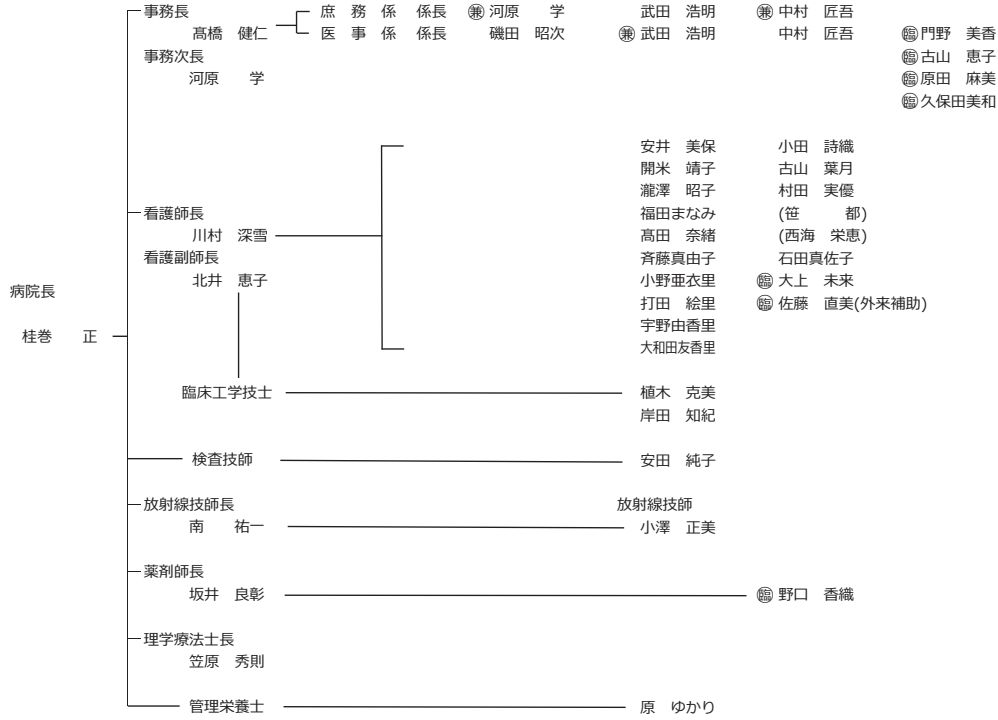 事務長 庶 務 係 係長 ㊒兼 河原 学 武田 浩明 兼 中村 匠吾
髙橋 健仁 医 事 係 係長 磯田 昭次 兼 武田 浩明 中村 匠吾 臨 門野 美香
事務次長 臨 古山 恵子
河原 学 臨 原田 麻美
臨 久保田美和
安井 美保 小田 詩織
開米 靖子 古山 葉月
瀧澤 昭子 村田 実優
看護師長 福田まなみ (笹 都)
川村 深雪 髙田 奈緒 (西海 栄恵)
看護副師長 斉藤真由子 石田真佐子
北井 恵子 小野亜衣里 臨 大上 未来
病院長
打田 絵里 臨 佐藤 直美(外来補助)
宇野由香里
桂巻 正
大和田友香里
臨床工学技士 植木 克美
岸田 知紀
検査技師 安田 純子
放射線技師長 放射線技師
南 祐一 小澤 正美
薬剤師長
坂井 良彰 臨 野口 香織
理学療法士長
笠原 秀則
管理栄養士 原 ゆかり